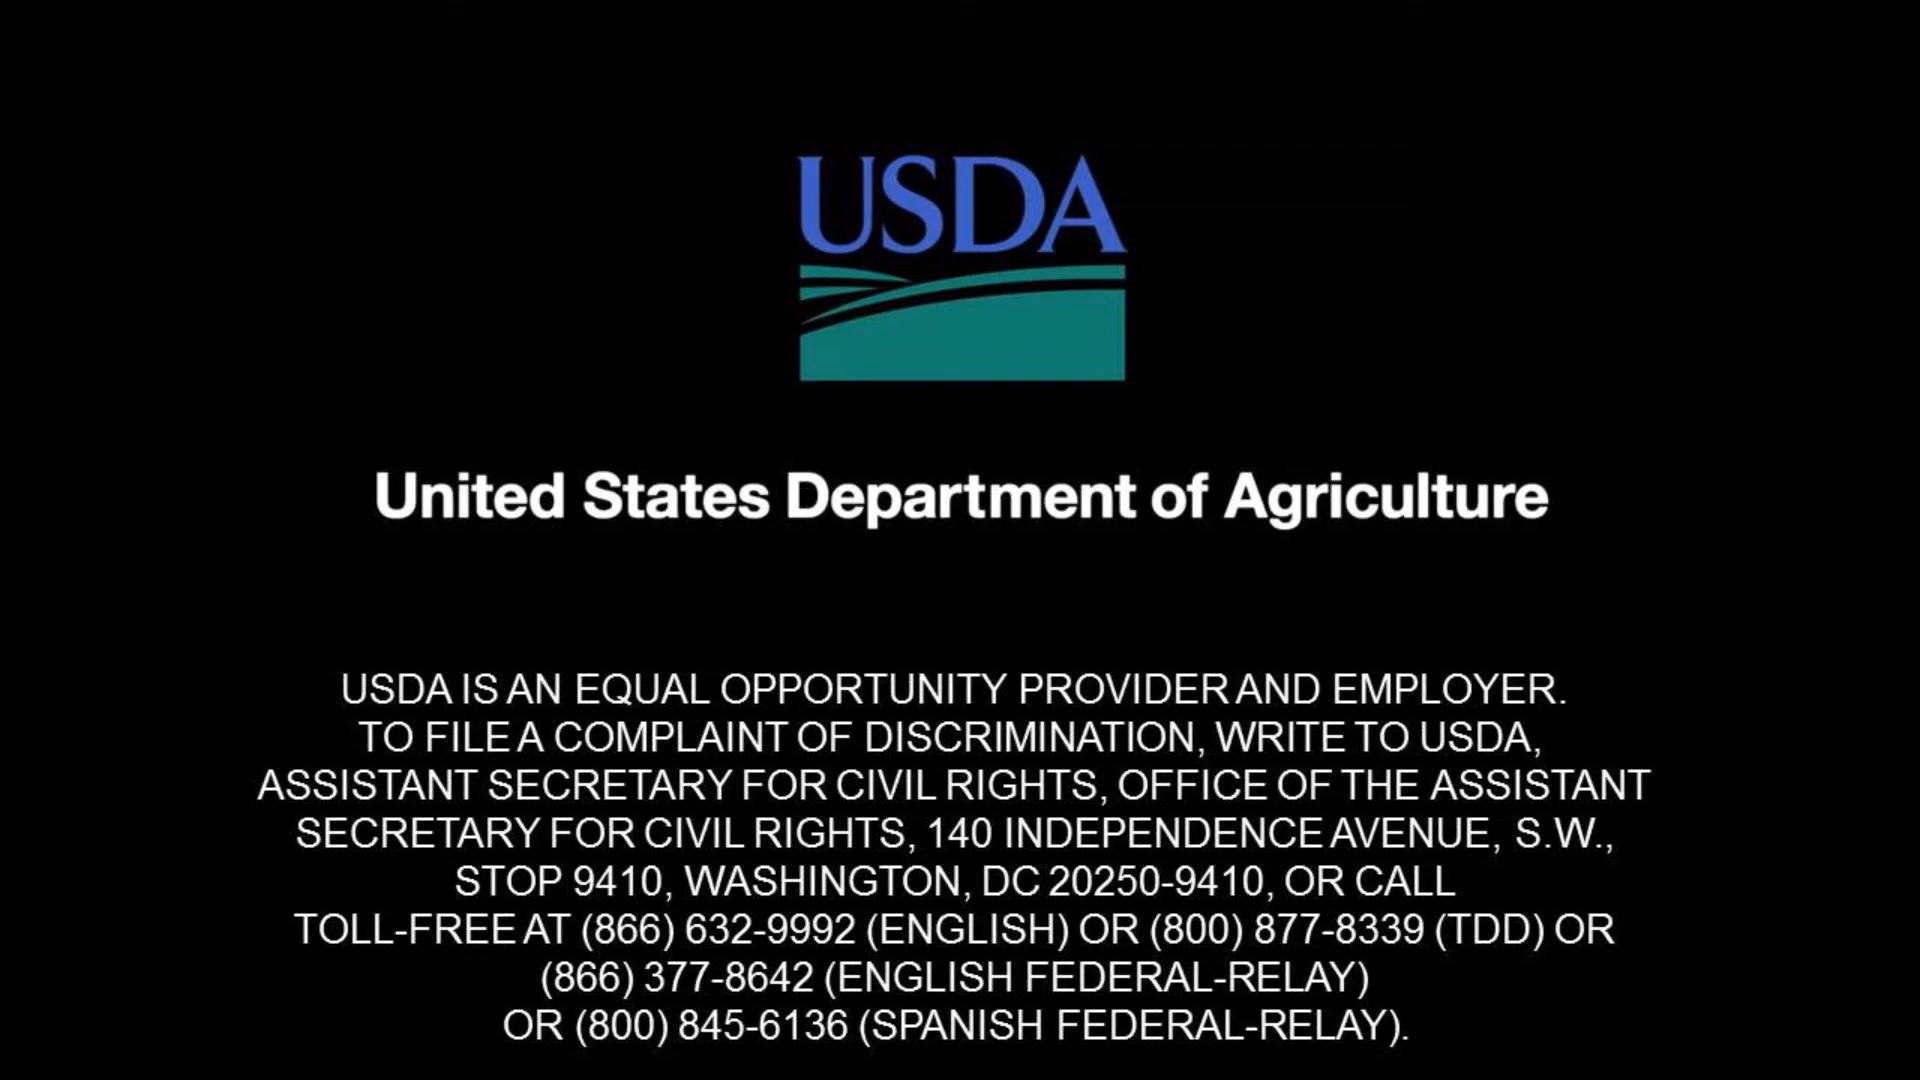 USDA
United States Department of Agriculture
USDA IS AN EQUAL OPPORTUNITY PROVIDER AND EMPLOYER.
TO FILE A COMPLAINT OF DISCRIMINATION, WRITE TO USDA,
ASSISTANT SECRETARY FOR CIVIL RIGHTS, OFFICE OF THE ASSISTANT
SECRETARY FOR CIVIL RIGHTS, 140 INDEPENDENCE AVENUE, S.W.,
STOP 9410, WASHINGTON, DC 20250-9410, OR CALL
TOLL-FREE AT (866) 632-9992 (ENGLISH) OR (800) 877-8339 (TDD) OR
(866) 377-8642 (ENGLISH FEDERAL-RELAY)
OR (800) 845-6136 (SPANISH FEDERAL-RELAY).